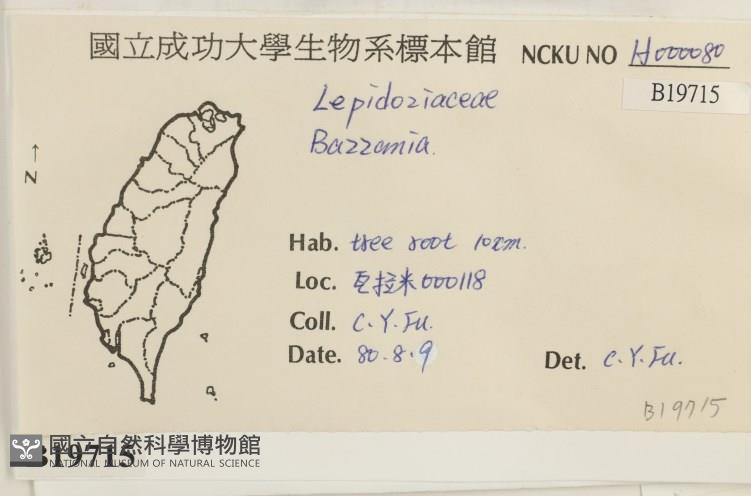 國立成功大學生物系標本館 NCKU NO H000080
B19715
Lepidoziaceae
Bazzania.
N
Hab. tree root 10cm.
Loc. 瓦拉米 000118
Coll. C.Y.Fu.
Date. 80.8.9 Det. C.Y.Fu.
B19715
國立自然科學博物館
NATIONAL MUSEUM OF NATURAL SCIENCE
B19715